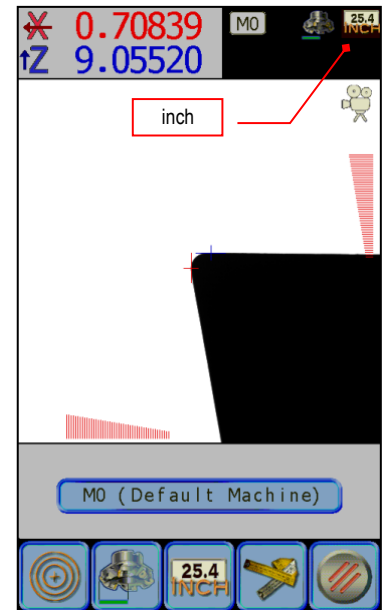 X 0.70839 M0 25.4
INCH
Z 9.05520
inch
M0 (Default Machine)
25.4
INCH